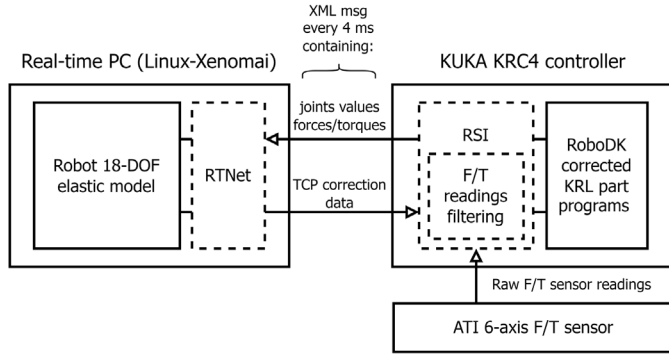 XML msg
every 4 ms
containing:
Real-time PC (Linux-Xenomai)
KUKA KRC4 controller
joints values
forces/torques
Robot 18-DOF
elastic model
RTNet
TCP correction
data
RSI
F/T
readings
filtering
RoboDK
corrected
KRL part
programs
Raw F/T sensor readings
ATI 6-axis F/T sensor